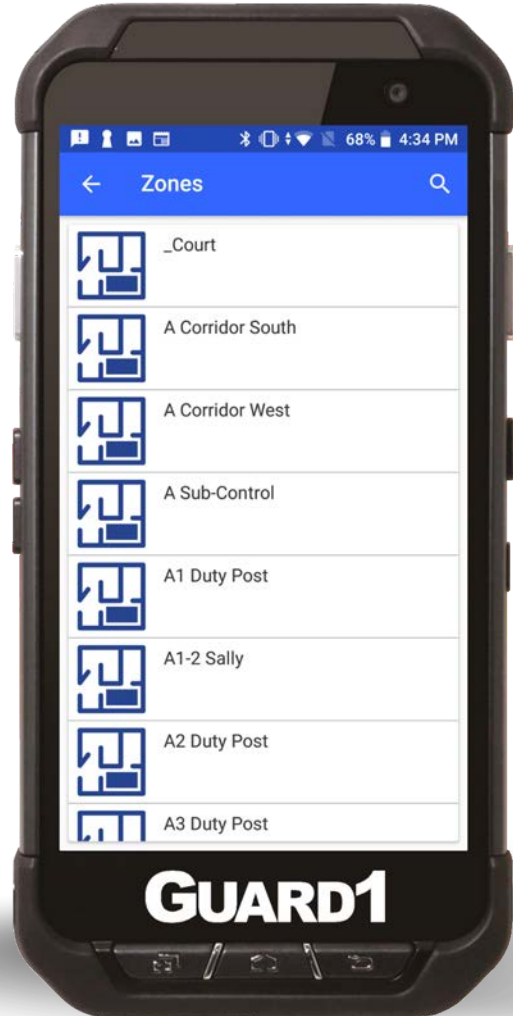 68% 4:34 PM
Zones
_Court
A Corridor South
A Corridor West
A Sub-Control
A1 Duty Post
A1-2 Sally
A2 Duty Post
A3 Duty Post
GUARD1